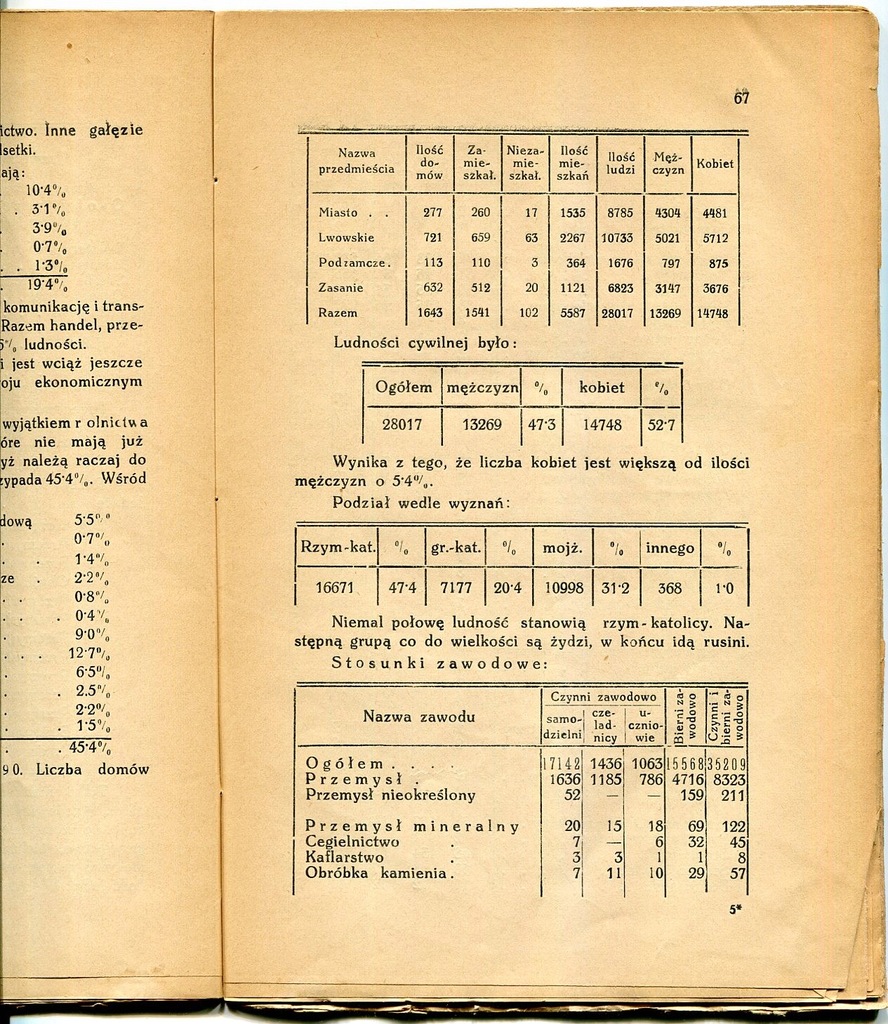 ictwo. Inne gałęzie
setki.
ają:
10·4%
. 3·1%
3·9%
0·7%
. . 1·3%
19·4%
komunikację i trans-
Razem handel, prze-
% ludności.
i jest wciąż jeszcze
oju ekonomicznym
wyjątkiem rolnictwa
óre nie mają już
yż należą raczaj do
ypada 45·4%. Wśród
dową 5·5%
. 0·7%
. . 1·4%
ze . 2·2%
. . 0·8%
. . . 0·4%
. 9·0%
. . . 12·7%
. 6·5%
. . 2.5%
. 2·2%
. . 1·5%
. . 45·4%
90. Liczba domów
67
Nazwa przedmieścia Ilość do-mów Za-mie-szkał. Nieza-mie-szkał. Ilość mie-szkań Ilość ludzi Męż-czyzn Kobiet
Miasto . . 277 260 17 1535 8785 4304 4481
Lwowskie 721 659 63 2267 10733 5021 5712
Podzamcze. 113 110 3 364 1676 797 875
Zasanie 632 512 20 1121 6823 3147 3676
Razem 1643 1541 102 5587 28017 13269 14748
Ludności cywilnej było:
Ogółem mężczyzn % kobiet %
28017 13269 47·3 14748 52·7
Wynika z tego, że liczba kobiet jest większą od ilości
mężczyzn o 5·4%.
Podział wedle wyznań:
Rzym-kat. % gr.-kat. % mojż. % innego %
16671 47·4 7177 20·4 10998 31·2 368 1·0
Niemal połowę ludność stanowią rzym-katolicy. Na-
stępną grupą co do wielkości są żydzi, w końcu idą rusini.
Stosunki zawodowe:
Nazwa zawodu Czynni zawodowo samo-dzielni cze-lad-nicy u-cznio-wie Bierni za-wodowo Czynni i bierni za-wodowo
Ogółem. . . . 17142 1436 1063 15568 35209
Przemysł . 1636 1185 786 4716 8323
Przemysł nieokreślony 52 — — 159 211
Przemysł mineralny 20 15 18 69 122
Cegielnictwo . 7 — 6 32 45
Kaflarstwo . 3 3 1 1 8
Obróbka kamienia. 7 11 10 29 57
5*